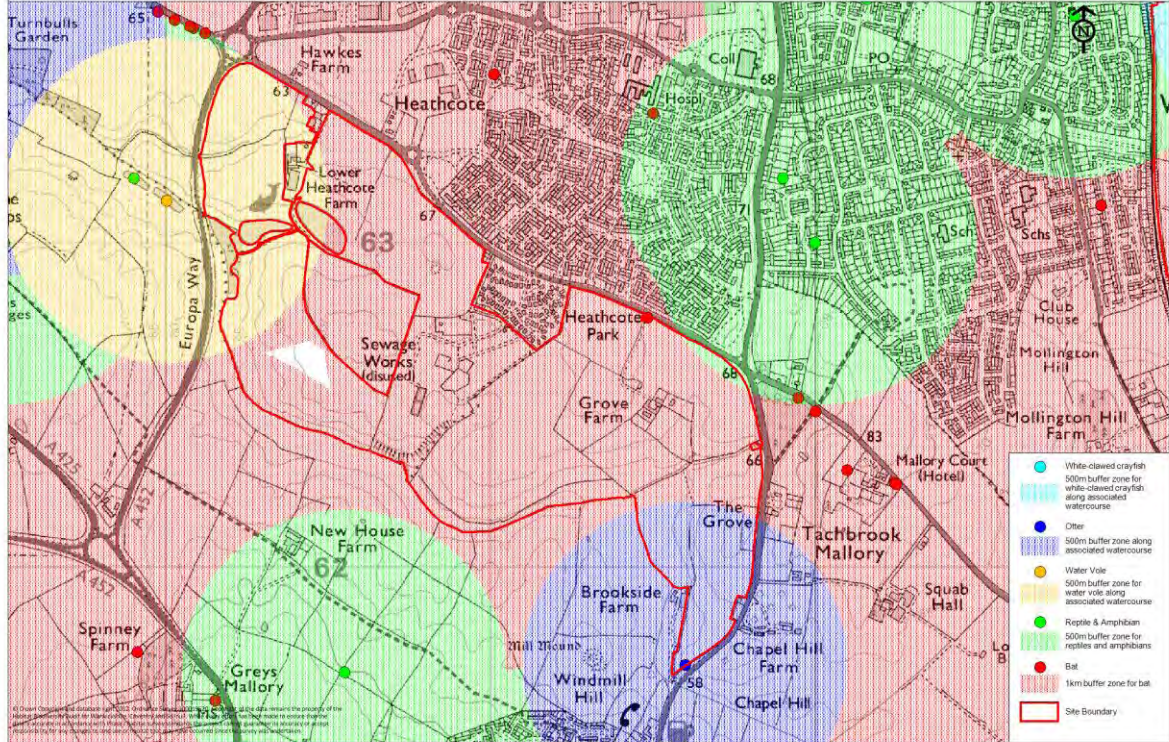 Turnbulls
Garden
65
Hawkes
Farm
63
Heathcote
Coll
68
PO
N
Hospl
Lower
Heathcote
Farm
67
63
71
Sch
Schs
Europa Way
Club
House
Sewage
Works
(disused)
Heathcote
Park
68
Mollington
Hill
Grove
Farm
Mollington Hill
Farm
83
66
Mallory Court
(Hotel)
A 425
A 452
The
Grove
Tachbrook
Mallory
New House
Farm
62
A 452
Brookside
Farm
Squab
Hall
Spinney
Farm
Mill Mound
Chapel Hill
Farm
Greys
Mallory
Windmill
Hill
58
Chapel Hill
White-clawed crayfish
500m buffer zone for
white-clawed crayfish
along associated
watercourse
Otter
500m buffer zone along
associated watercourse
Water Vole
500m buffer zone for
water vole along
associated watercourse
Reptile & Amphibian
500m buffer zone for
reptiles and amphibians
Bat
1km buffer zone for bat
Site Boundary